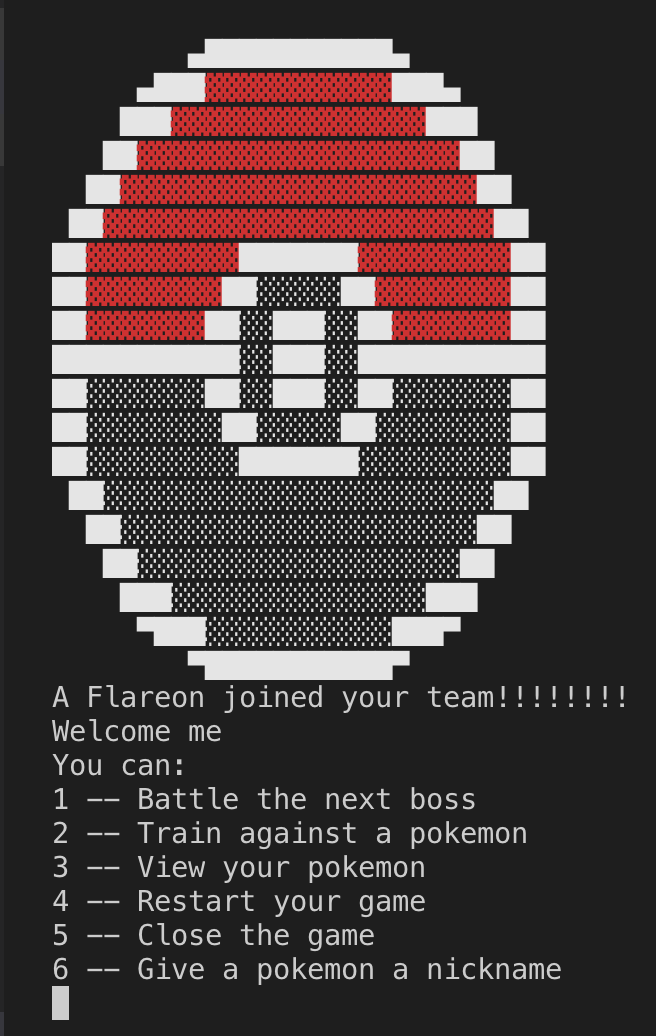 A Flareon joined your team!!!!!!!!
Welcome me
You can:
1 –– Battle the next boss
2 –– Train against a pokemon
3 –– View your pokemon
4 –– Restart your game
5 –– Close the game
6 –– Give a pokemon a nickname